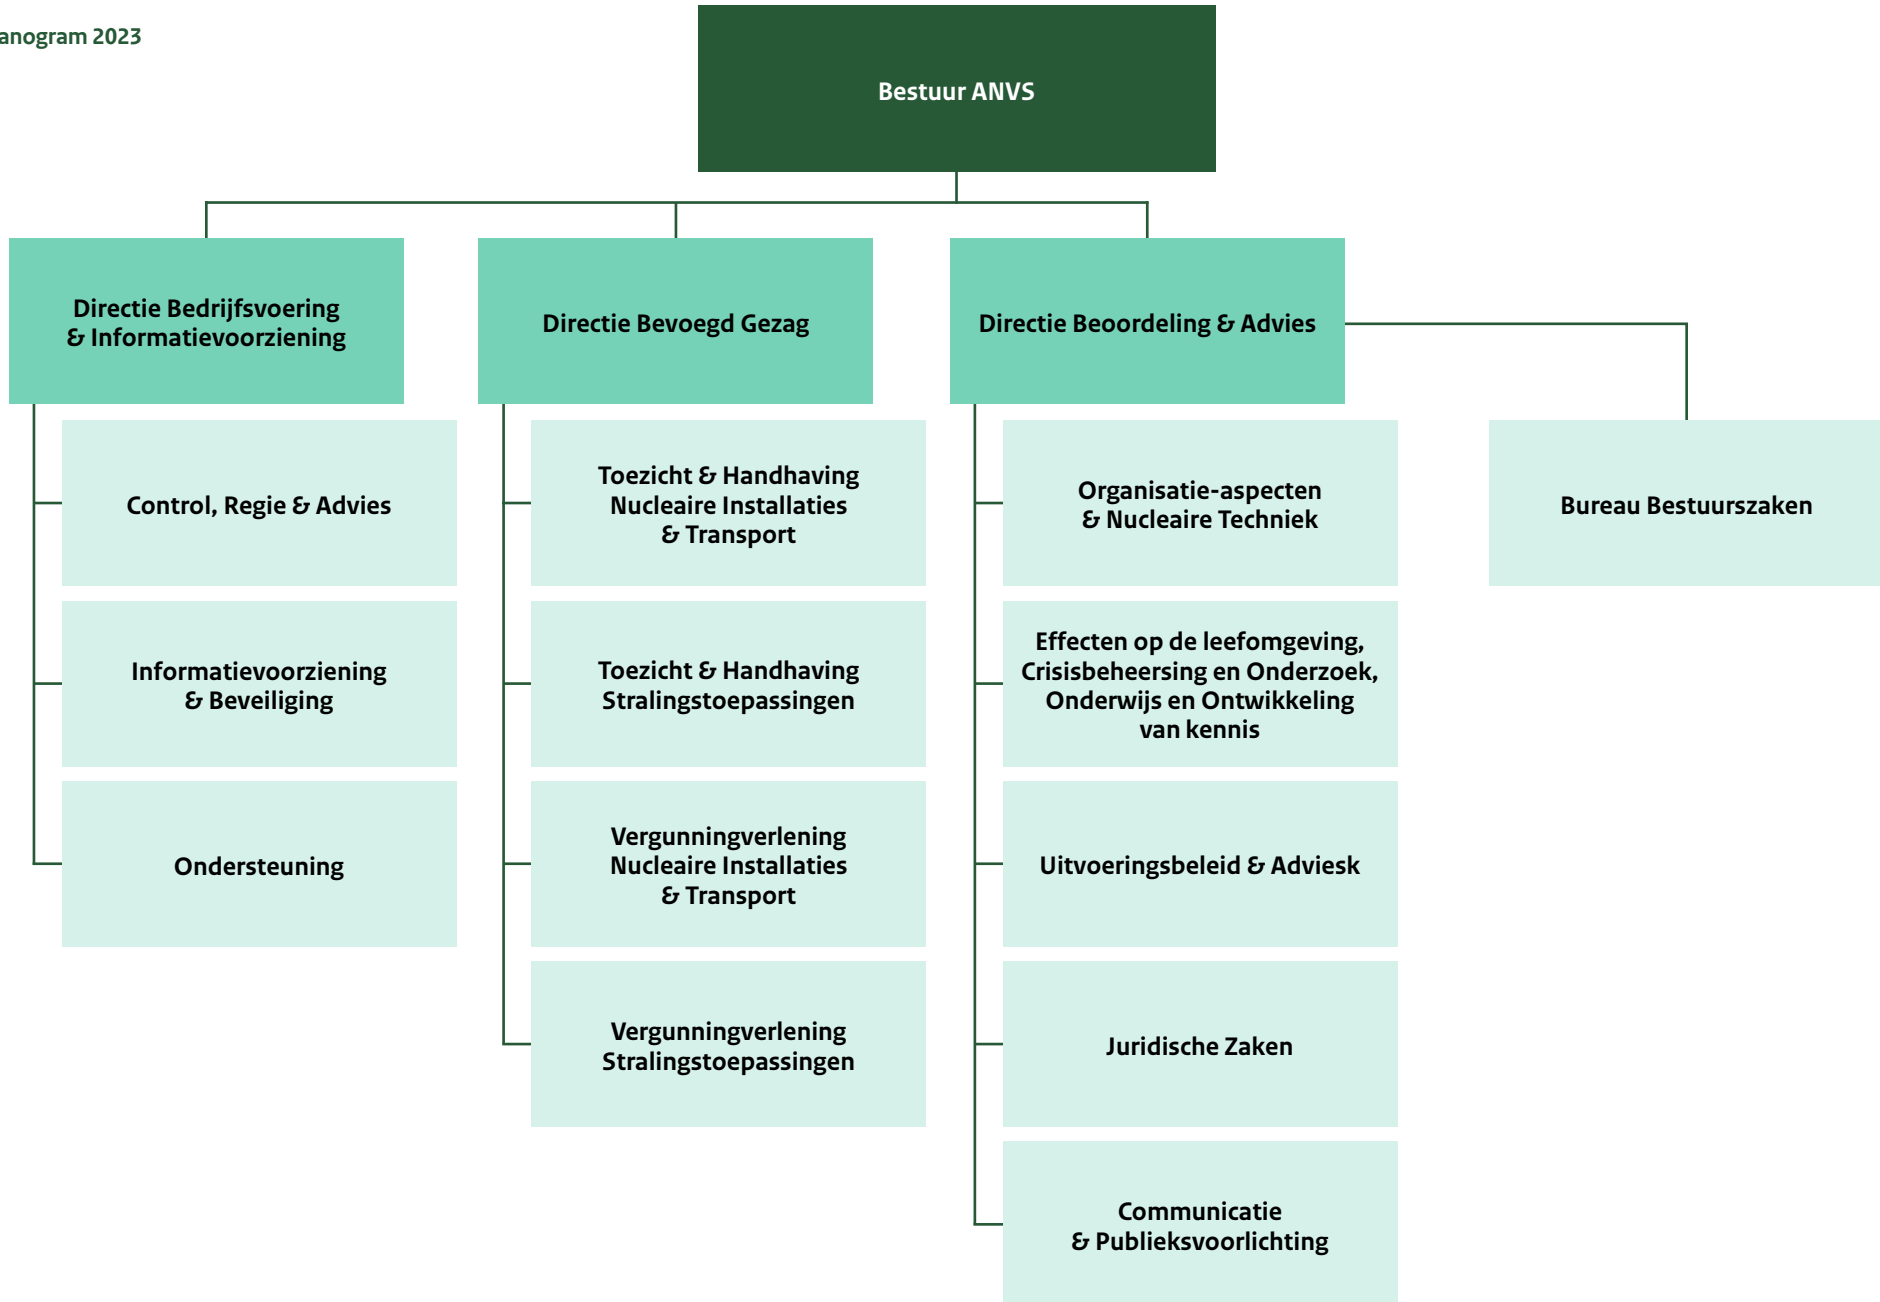 anogram 2023
Bestuur ANVS
Directie Bedrijfsvoering
& Informatievoorziening
Directie Bevoegd Gezag
Directie Beoordeling & Advies
Control, Regie & Advies
Informatievoorziening
& Beveiliging
Ondersteuning
Toezicht & Handhaving
Nucleaire Installaties
& Transport
Toezicht & Handhaving
Stralingstoepassingen
Vergunningverlening
Nucleaire Installaties
& Transport
Vergunningverlening
Stralingstoepassingen
Organisatie-aspecten
& Nucleaire Techniek
Effecten op de leefomgeving,
Crisisbeheersing en Onderzoek,
Onderwijs en Ontwikkeling
van kennis
Uitvoeringsbeleid & Adviesk
Juridische Zaken
Communicatie
& Publieksvoorlichting
Bureau Bestuurszaken